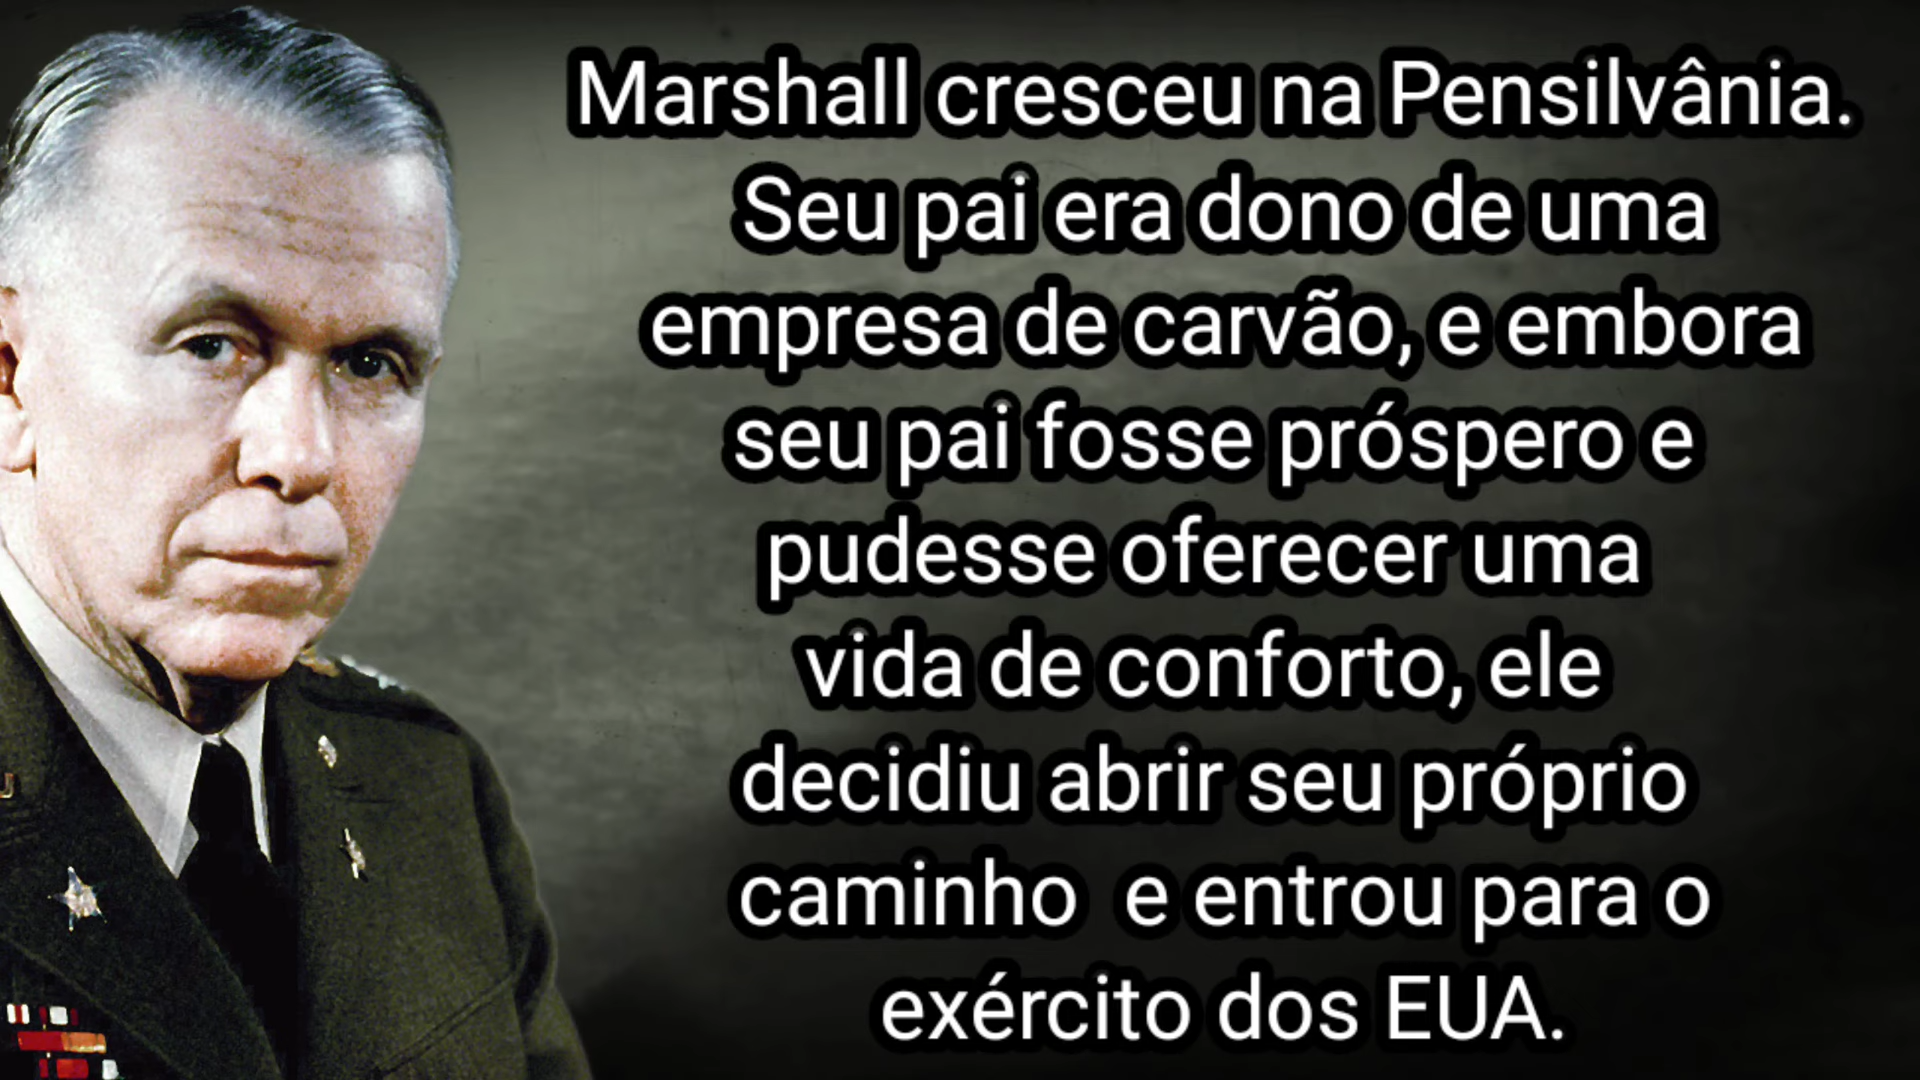 Marshall cresceu na Pensilvânia.
Seu pai era dono de uma
empresa de carvão, e embora
seu pai fosse próspero e
pudesse oferecer uma
vida de conforto, ele
decidiu abrir seu próprio
caminho  e entrou para o
exército dos EUA.